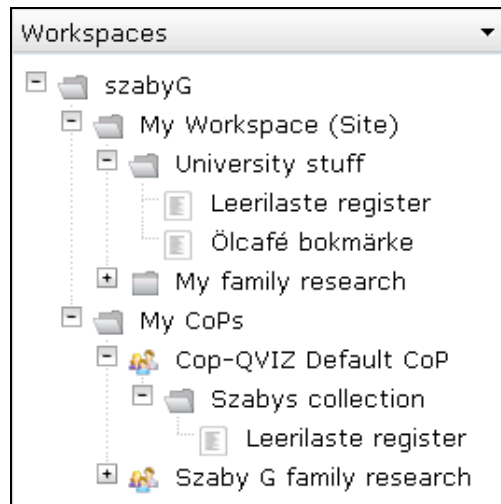 Workspaces
szabyG
My Workspace (Site)
University stuff
Leerilaste register
Ölcafé bokmärke
My family research
My CoPs
Cop-QVIZ Default CoP
Szabys collection
Leerilaste register
Szaby G family research